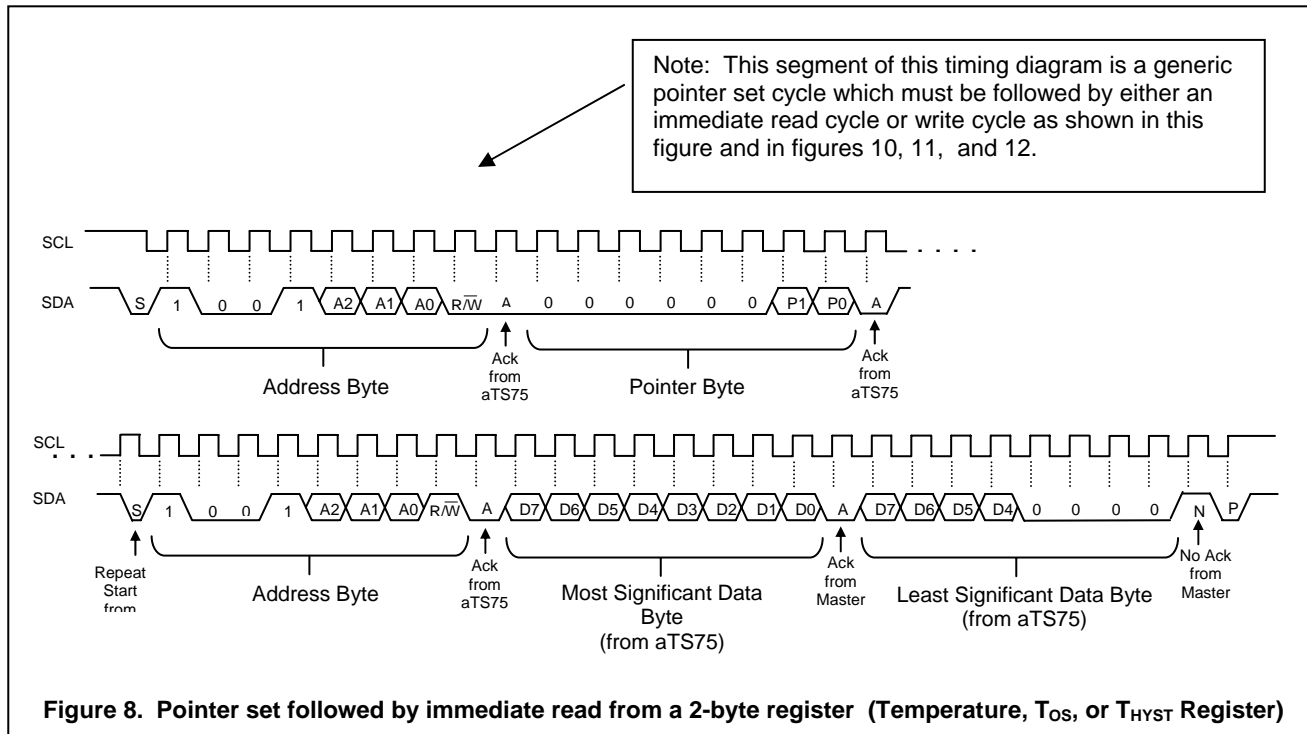 Note: This segment of this timing diagram is a generic
pointer set cycle which must be followed by either an
immediate read cycle or write cycle as shown in this
figure and in figures 10, 11, and 12.
SCL
. . . .
SDA
S 1 0 0 1 A2 A1 A0 R/W̅ A 0 0 0 0 0 0 P1 P0 A
Address Byte
Ack
from
aTS75
Pointer Byte
Ack
from
aTS75
SCL
. . .
SDA
S 1 0 0 1 A2 A1 A0 R/W̅ A D7 D6 D5 D4 D3 D2 D1 D0 A D7 D6 D5 D4 0 0 0 0 N P
Repeat
Start
from
Address Byte
Ack
from
aTS75
Most Significant Data
Byte
(from aTS75)
Ack
from
Master
Least Significant Data Byte
(from aTS75)
No Ack
from
Master
Figure 8. Pointer set followed by immediate read from a 2-byte register (Temperature, TOS, or THYST Register)